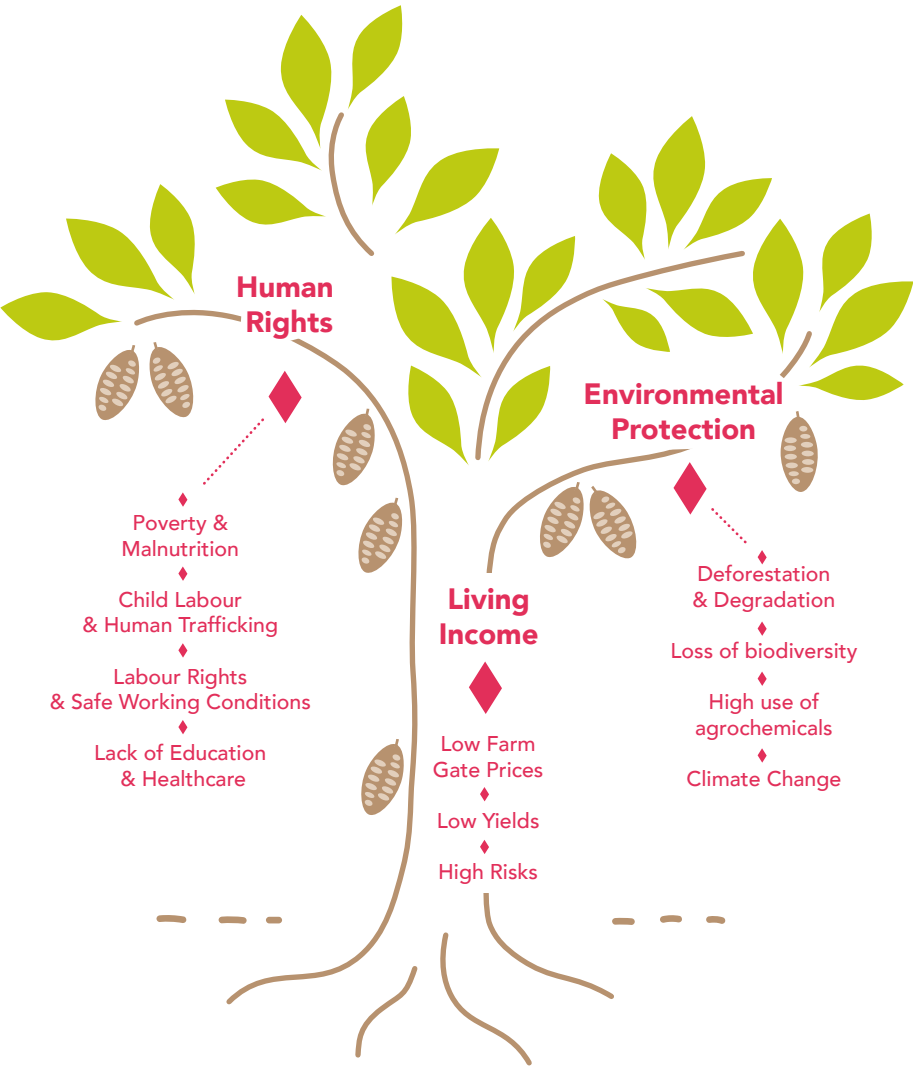 Human
Rights
Poverty &
Malnutrition
Child Labour
& Human Trafficking
Labour Rights
& Safe Working Conditions
Lack of Education
& Healthcare
Living
Income
Low Farm
Gate Prices
Low Yields
High Risks
Environmental
Protection
Deforestation
& Degradation
Loss of biodiversity
High use of
agrochemicals
Climate Change